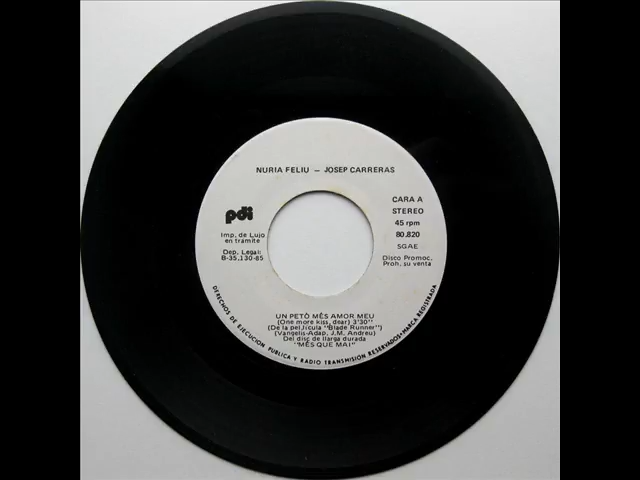 NURIA FELIU — JOSEP CARRERAS
pdi
CARA A
STEREO
45 rpm
80.820
SGAE
Imp. de Lujo
en trámite
Dep. Legal:
B-35.130-85
Disco Promoc.
Proh. su venta
UN PETÓ MÉS AMOR MEU
(One more kiss, dear) 3'30''
(De la pel.lícula "Blade Runner")
(Vangelis-Adap. J.M. Andreu)
Del disc de llarga durada
"MÉS QUE MAI"
DERECHOS DE EJECUCION PUBLICA Y RADIO TRANSMISION RESERVADOS•MARCA REGISTRADA